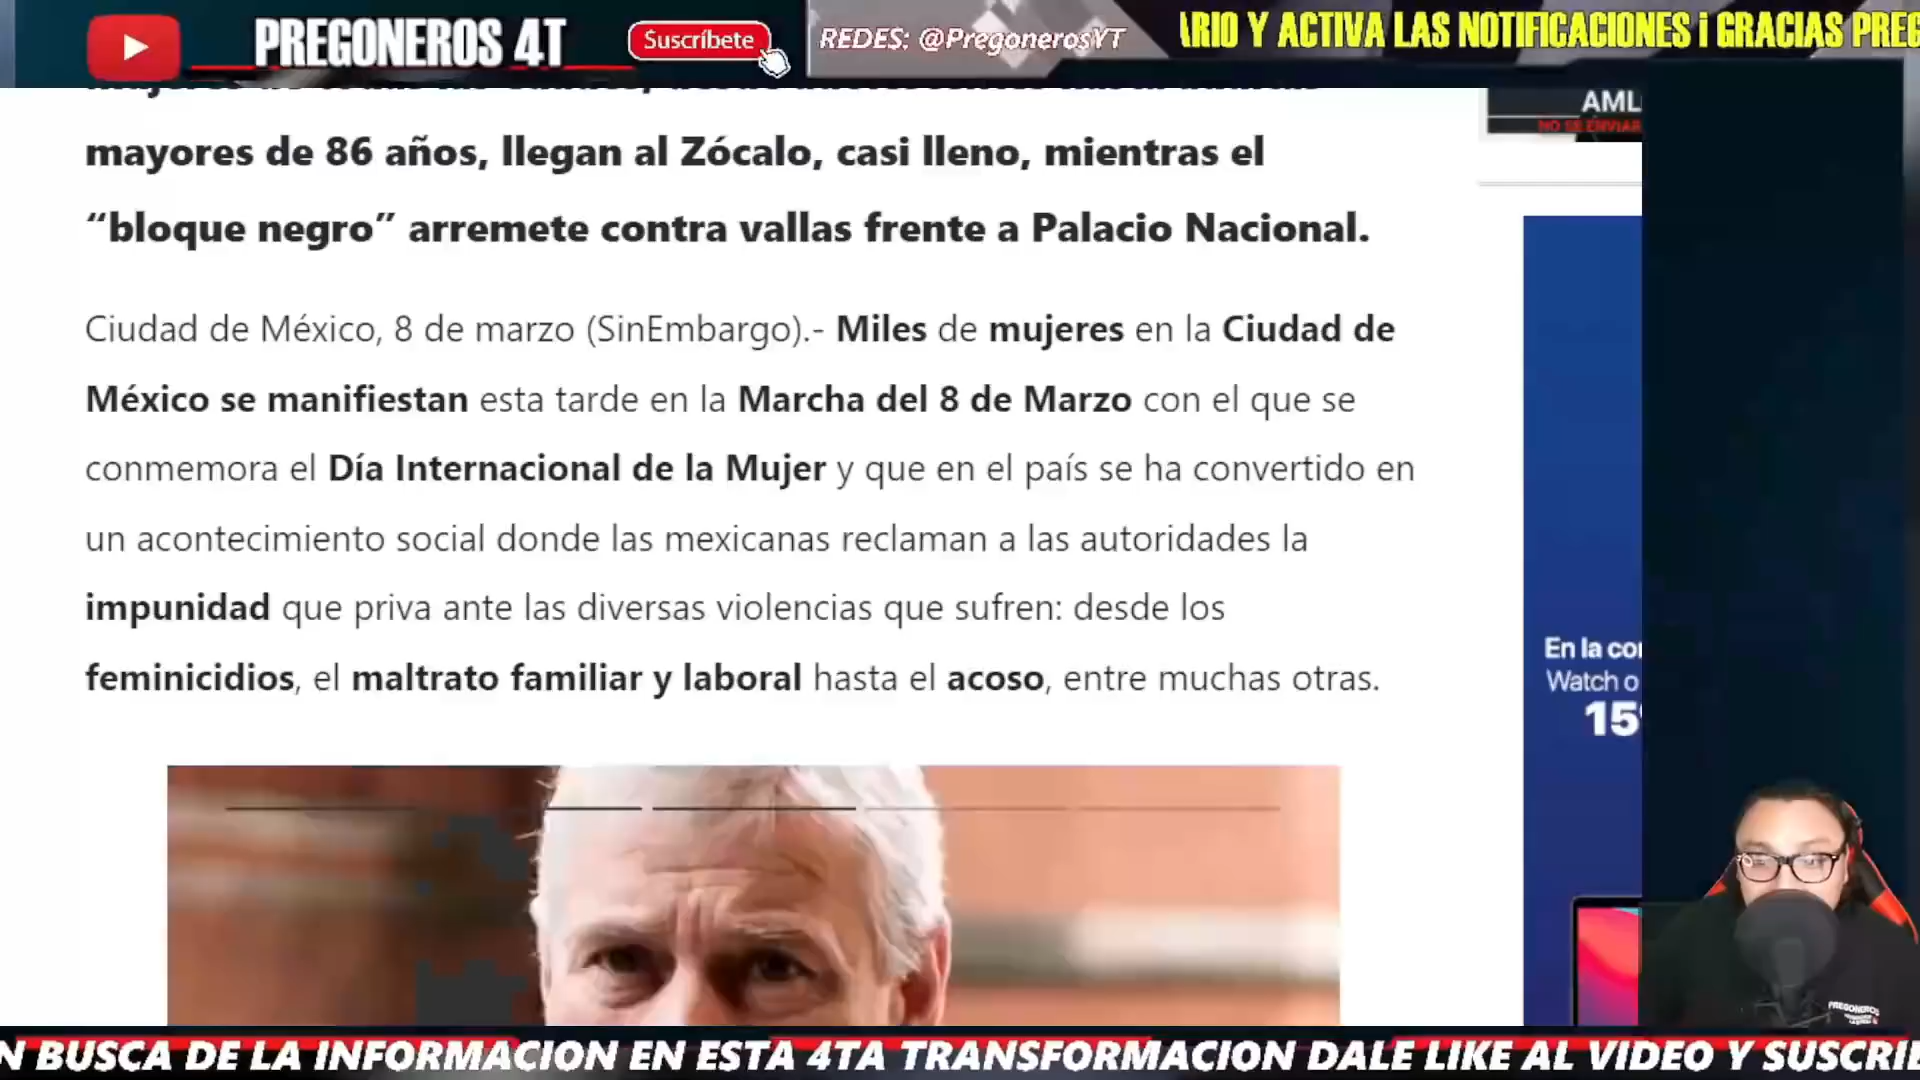 PREGONEROS 4T
Suscríbete
REDES: @PregonerosYT
ARIO Y ACTIVA LAS NOTIFICACIONES ¡ GRACIAS PREG
AML
NO SE ENVIAR
mayores de 86 años, llegan al Zócalo, casi lleno, mientras el
“bloque negro” arremete contra vallas frente a Palacio Nacional.
Ciudad de México, 8 de marzo (SinEmbargo).- Miles de mujeres en la Ciudad de
México se manifiestan esta tarde en la Marcha del 8 de Marzo con el que se
conmemora el Día Internacional de la Mujer y que en el país se ha convertido en
un acontecimiento social donde las mexicanas reclaman a las autoridades la
impunidad que priva ante las diversas violencias que sufren: desde los
feminicidios, el maltrato familiar y laboral hasta el acoso, entre muchas otras.
En la co
Watch o
15
PREGONEROS
N BUSCA DE LA INFORMACION EN ESTA 4TA TRANSFORMACION DALE LIKE AL VIDEO Y SUSCRI